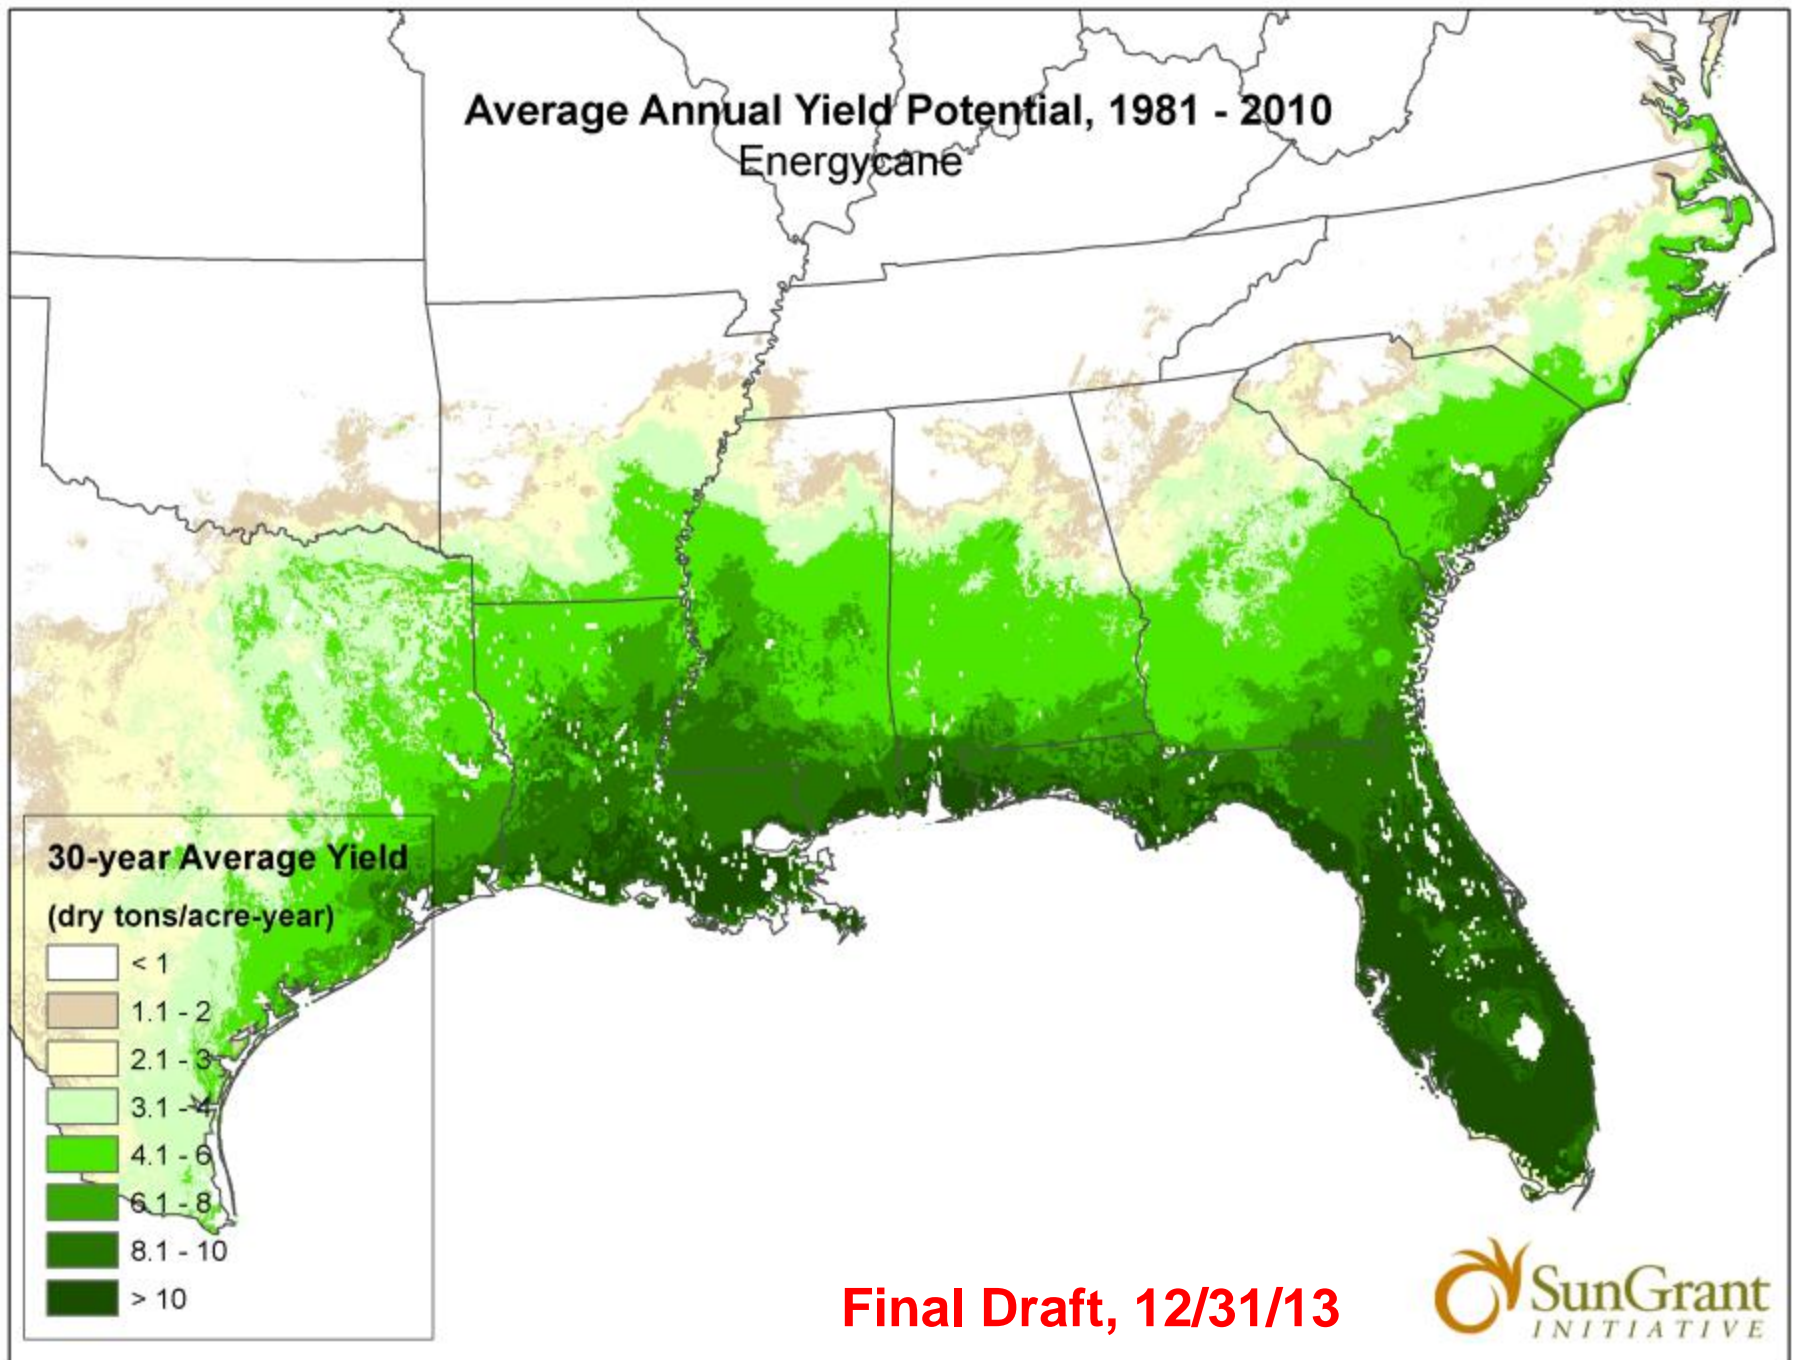 Average Annual Yield Potential, 1981 - 2010
Energycane
30-year Average Yield
(dry tons/acre-year)
< 1
1.1 - 2
2.1 - 3
3.1 - 4
4.1 - 6
6.1 - 8
8.1 - 10
> 10
Final Draft, 12/31/13
SunGrant
INITIATIVE